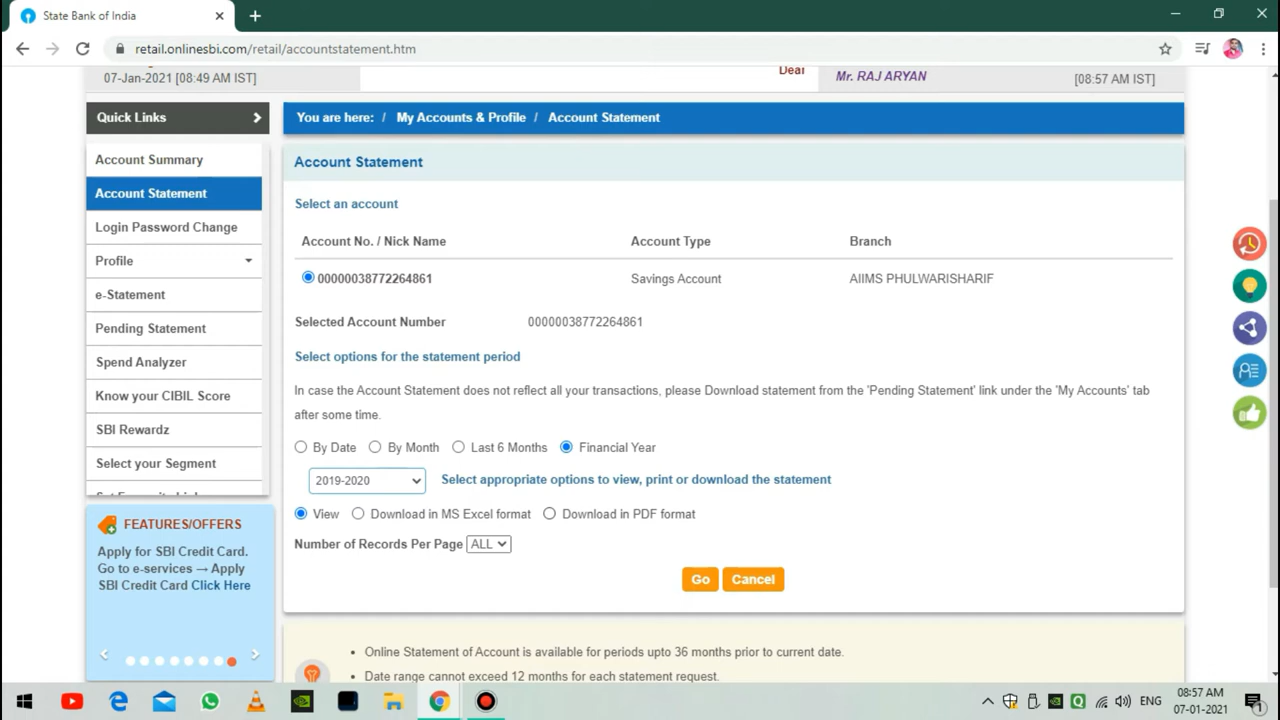 State Bank of India
retail.onlinesbi.com/retail/accountstatement.htm
07-Jan-2021 [08:49 AM IST]
Dear
Mr. RAJ ARYAN
[08:57 AM IST]
Quick Links
Account Summary
Account Statement
Login Password Change
Profile
e-Statement
Pending Statement
Spend Analyzer
Know your CIBIL Score
SBI Rewardz
Select your Segment
FEATURES/OFFERS
Apply for SBI Credit Card.
Go to e-services → Apply
SBI Credit Card Click Here
You are here: / My Accounts & Profile / Account Statement
Account Statement
Select an account
Account No. / Nick Name Account Type Branch
00000038772264861 Savings Account AIIMS PHULWARISHARIF
Selected Account Number 00000038772264861
Select options for the statement period
In case the Account Statement does not reflect all your transactions, please Download statement from the 'Pending Statement' link under the 'My Accounts' tab
after some time.
By Date By Month Last 6 Months Financial Year
2019-2020 Select appropriate options to view, print or download the statement
View Download in MS Excel format Download in PDF format
Number of Records Per Page ALL
Go Cancel
• Online Statement of Account is available for periods upto 36 months prior to current date.
• Date range cannot exceed 12 months for each statement request.
ENG
08:57 AM
07-01-2021
1